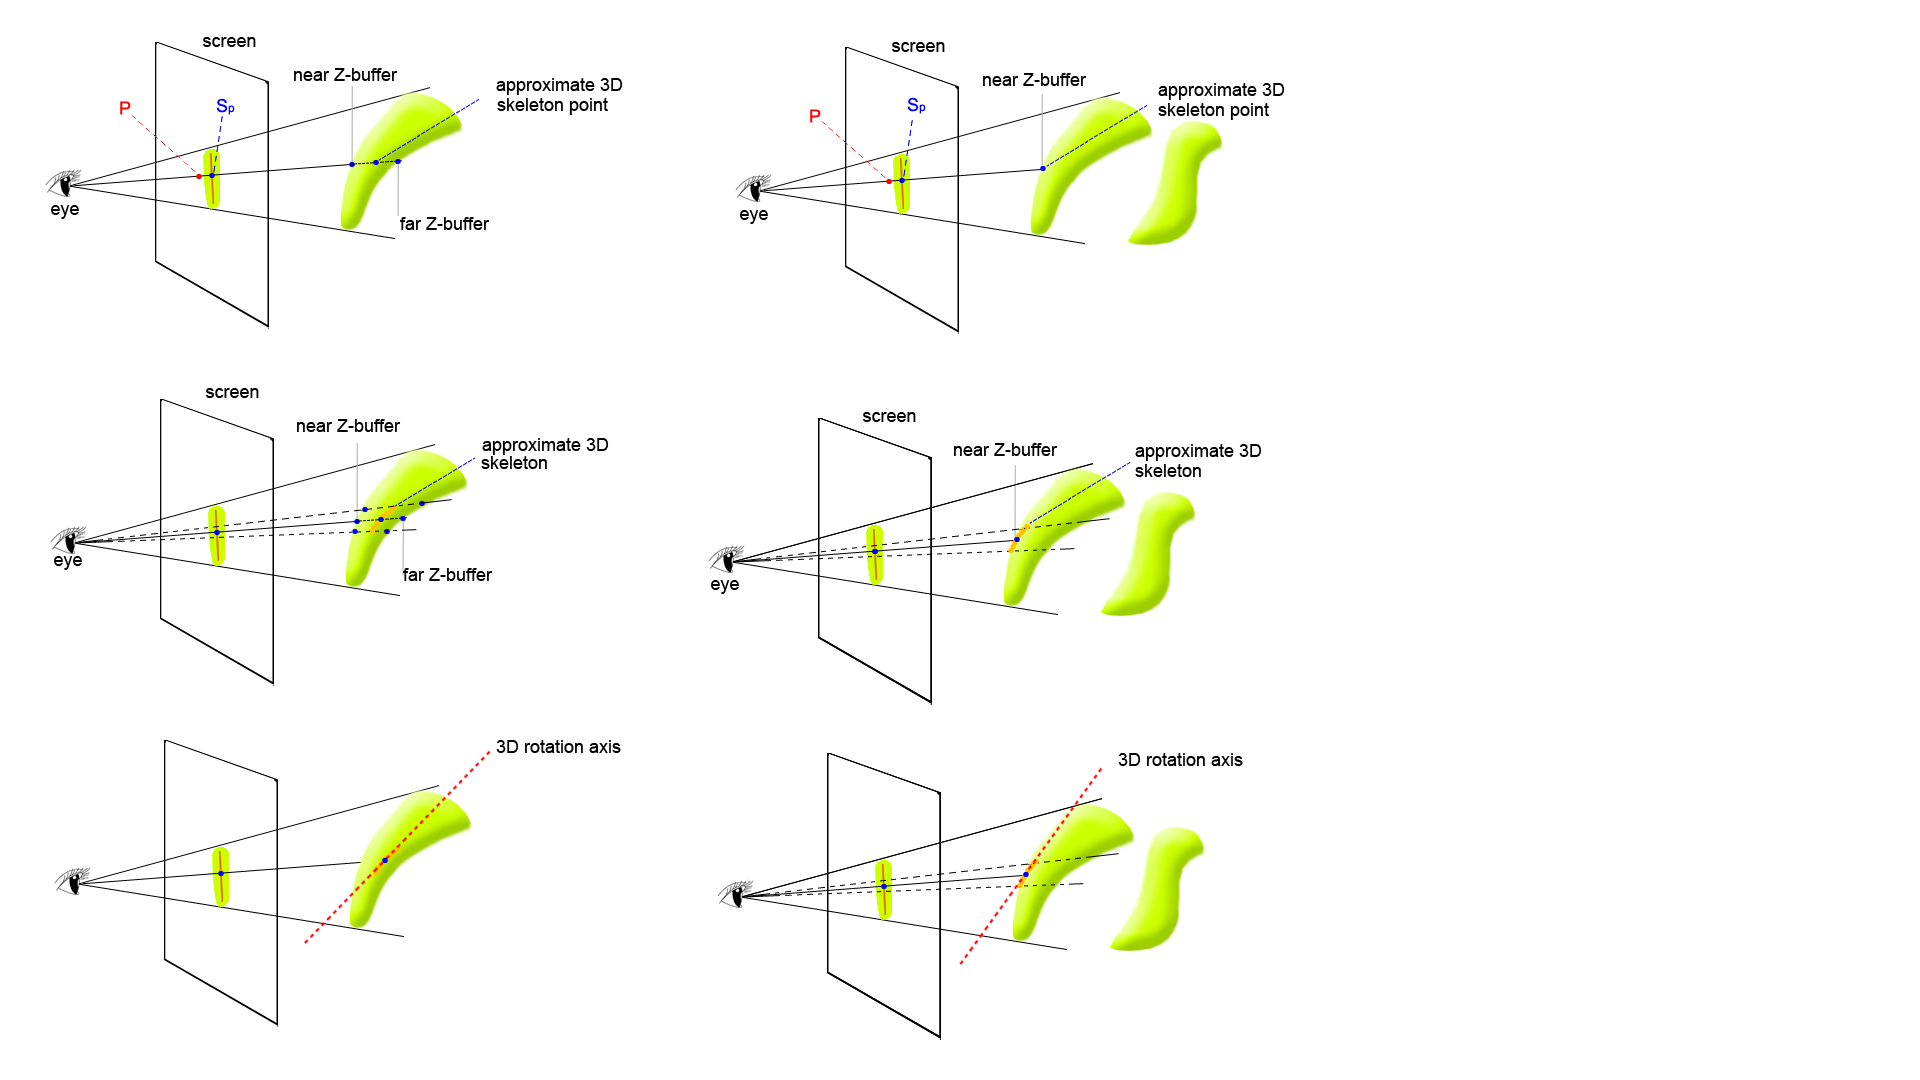 screen
near Z-buffer
approximate 3D
skeleton point
P
Sp
eye
far Z-buffer
screen
near Z-buffer
approximate 3D
skeleton point
P
Sp
eye
screen
near Z-buffer
approximate 3D
skeleton
eye
far Z-buffer
screen
near Z-buffer
approximate 3D
skeleton
eye
3D rotation axis
3D rotation axis